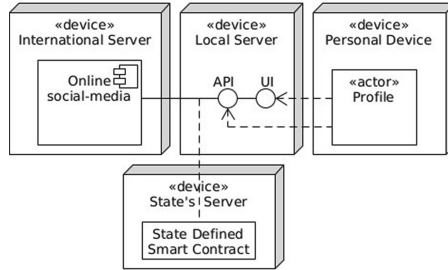 «device»
International Server
Online
social-media
«device»
Local Server
API
UI
«device»
Personal Device
«actor»
Profile
«device»
State's Server
State Defined
Smart Contract